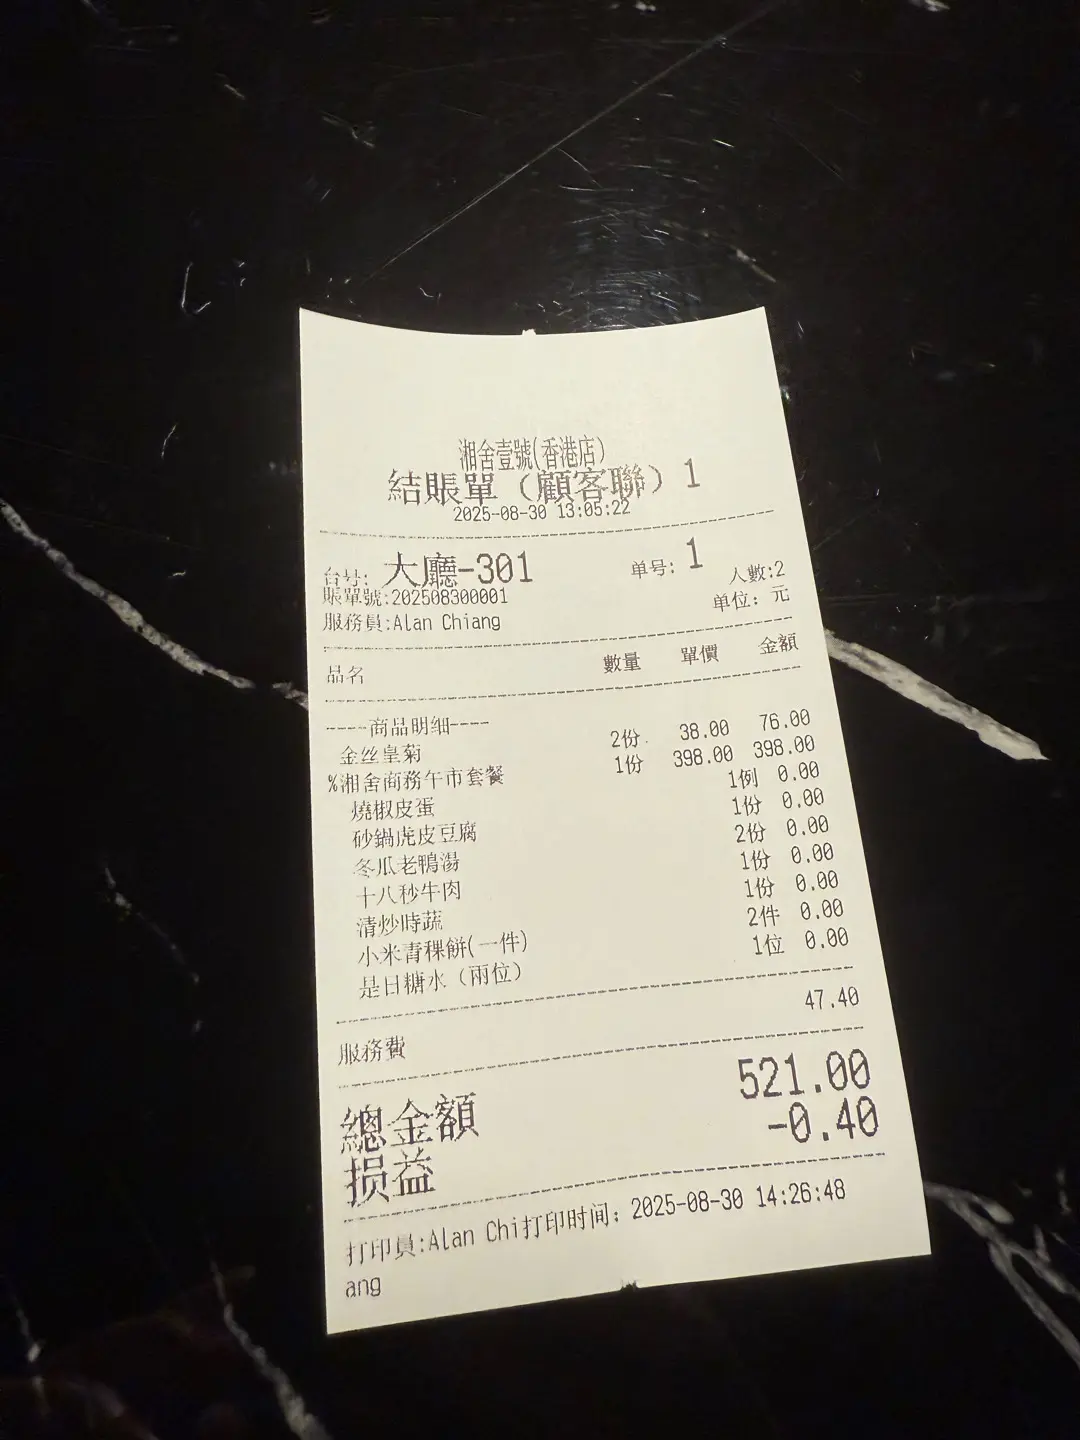 湘舍壹號(香港店)
結賬單（顧客聯）1
2025-08-30 13:05:22
台号: 大廳-301 单号: 1
賬單號:202508300001 人數:2
服務員:Alan Chiang 单位: 元
品名 數量 單價 金額
----商品明细----
金丝皇菊 2份 38.00 76.00
%湘舍商務午市套餐 1份 398.00 398.00
燒椒皮蛋 1例 0.00
砂鍋虎皮豆腐 1份 0.00
冬瓜老鴨湯 2份 0.00
十八秒牛肉 1份 0.00
清炒時蔬 1份 0.00
小米青稞餅(一件) 2件 0.00
是日糖水（兩位） 1位 0.00
服務費 47.40
總金額 521.00
损益 -0.40
打印員:Alan Chi打印时间: 2025-08-30 14:26:48
ang